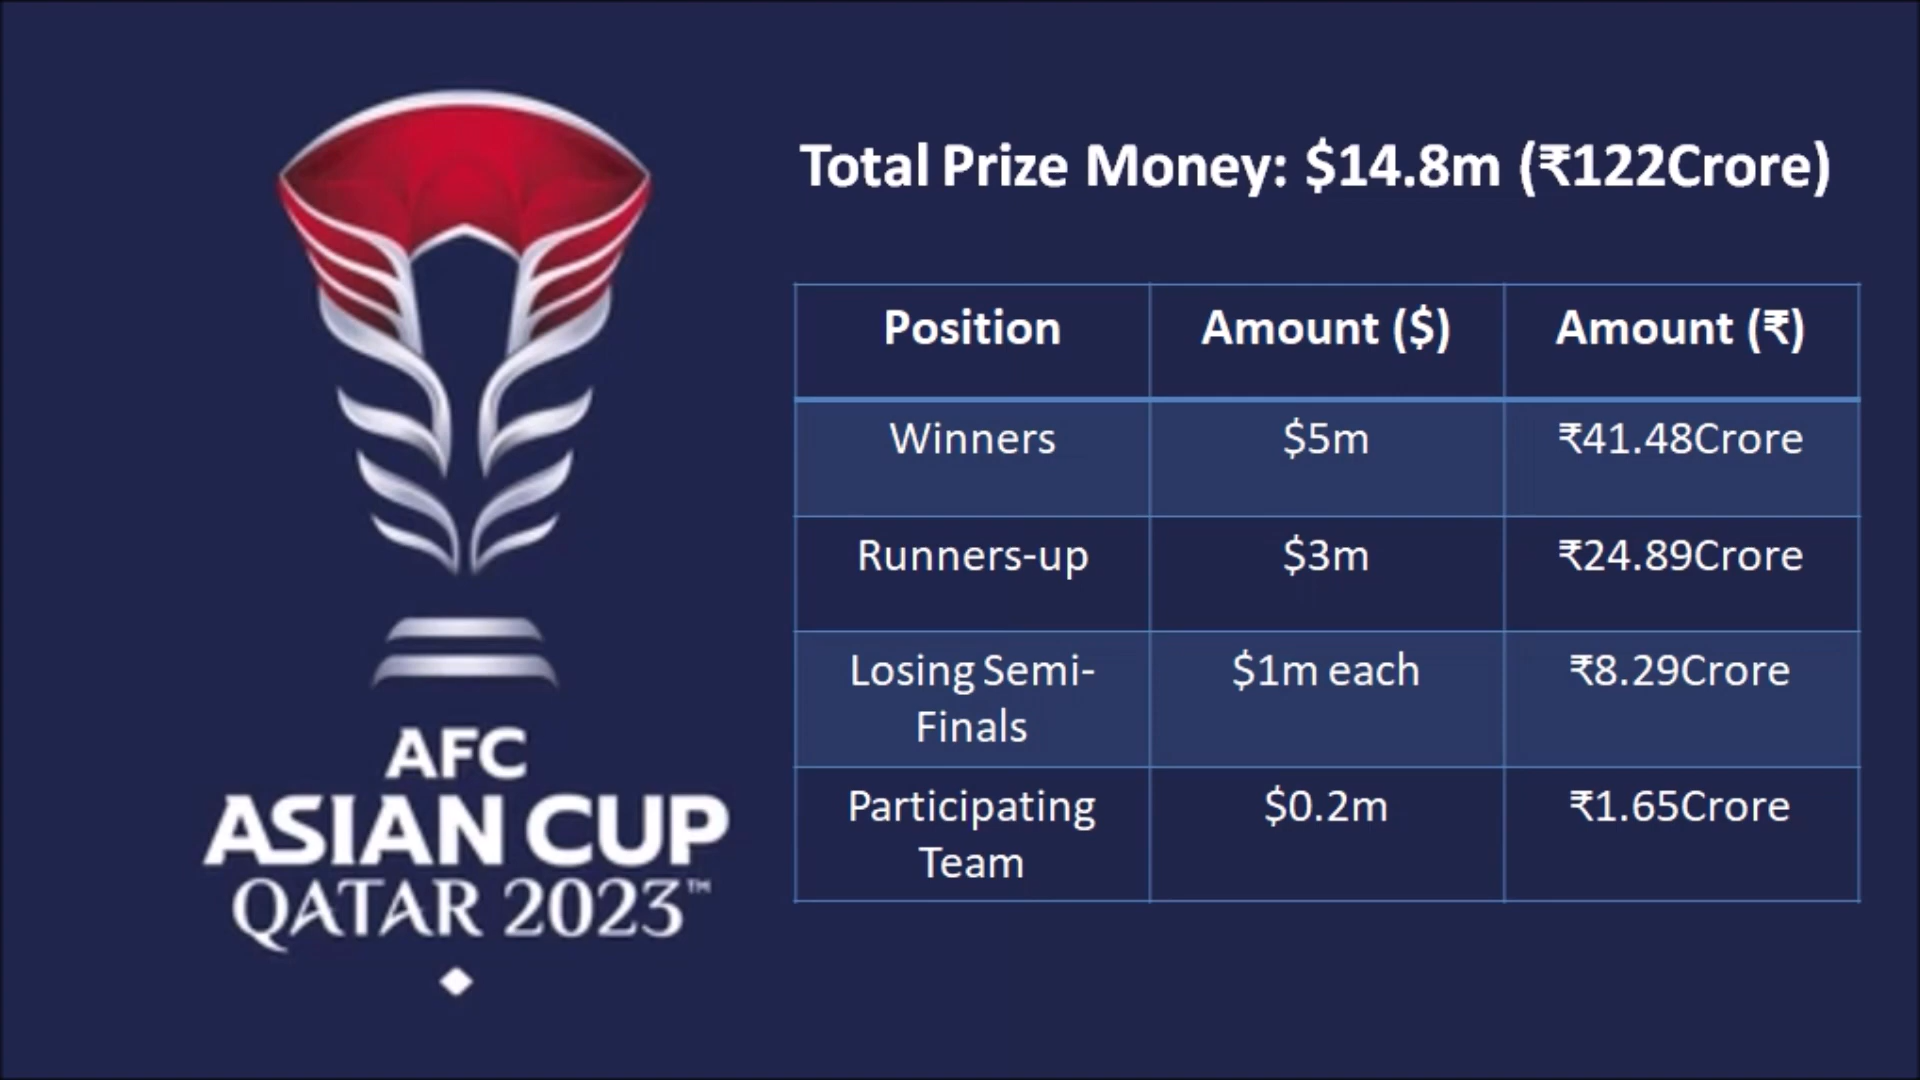 Total Prize Money: $14.8m (₹122Crore)
Position Amount ($) Amount (₹)
Winners $5m ₹41.48Crore
Runners-up $3m ₹24.89Crore
Losing Semi-
Finals
$1m each ₹8.29Crore
Participating
Team
$0.2m ₹1.65Crore
AFC
ASIAN CUP
QATAR 2023™